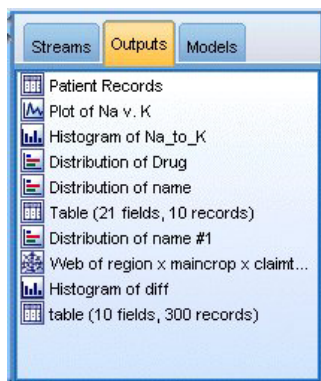 Streams Outputs Models
Patient Records
Plot of Na v. K
Histogram of Na_to_K
Distribution of Drug
Distribution of name
Table (21 fields, 10 records)
Distribution of name #1
Web of region x maincrop x claimt...
Histogram of diff
table (10 fields, 300 records)